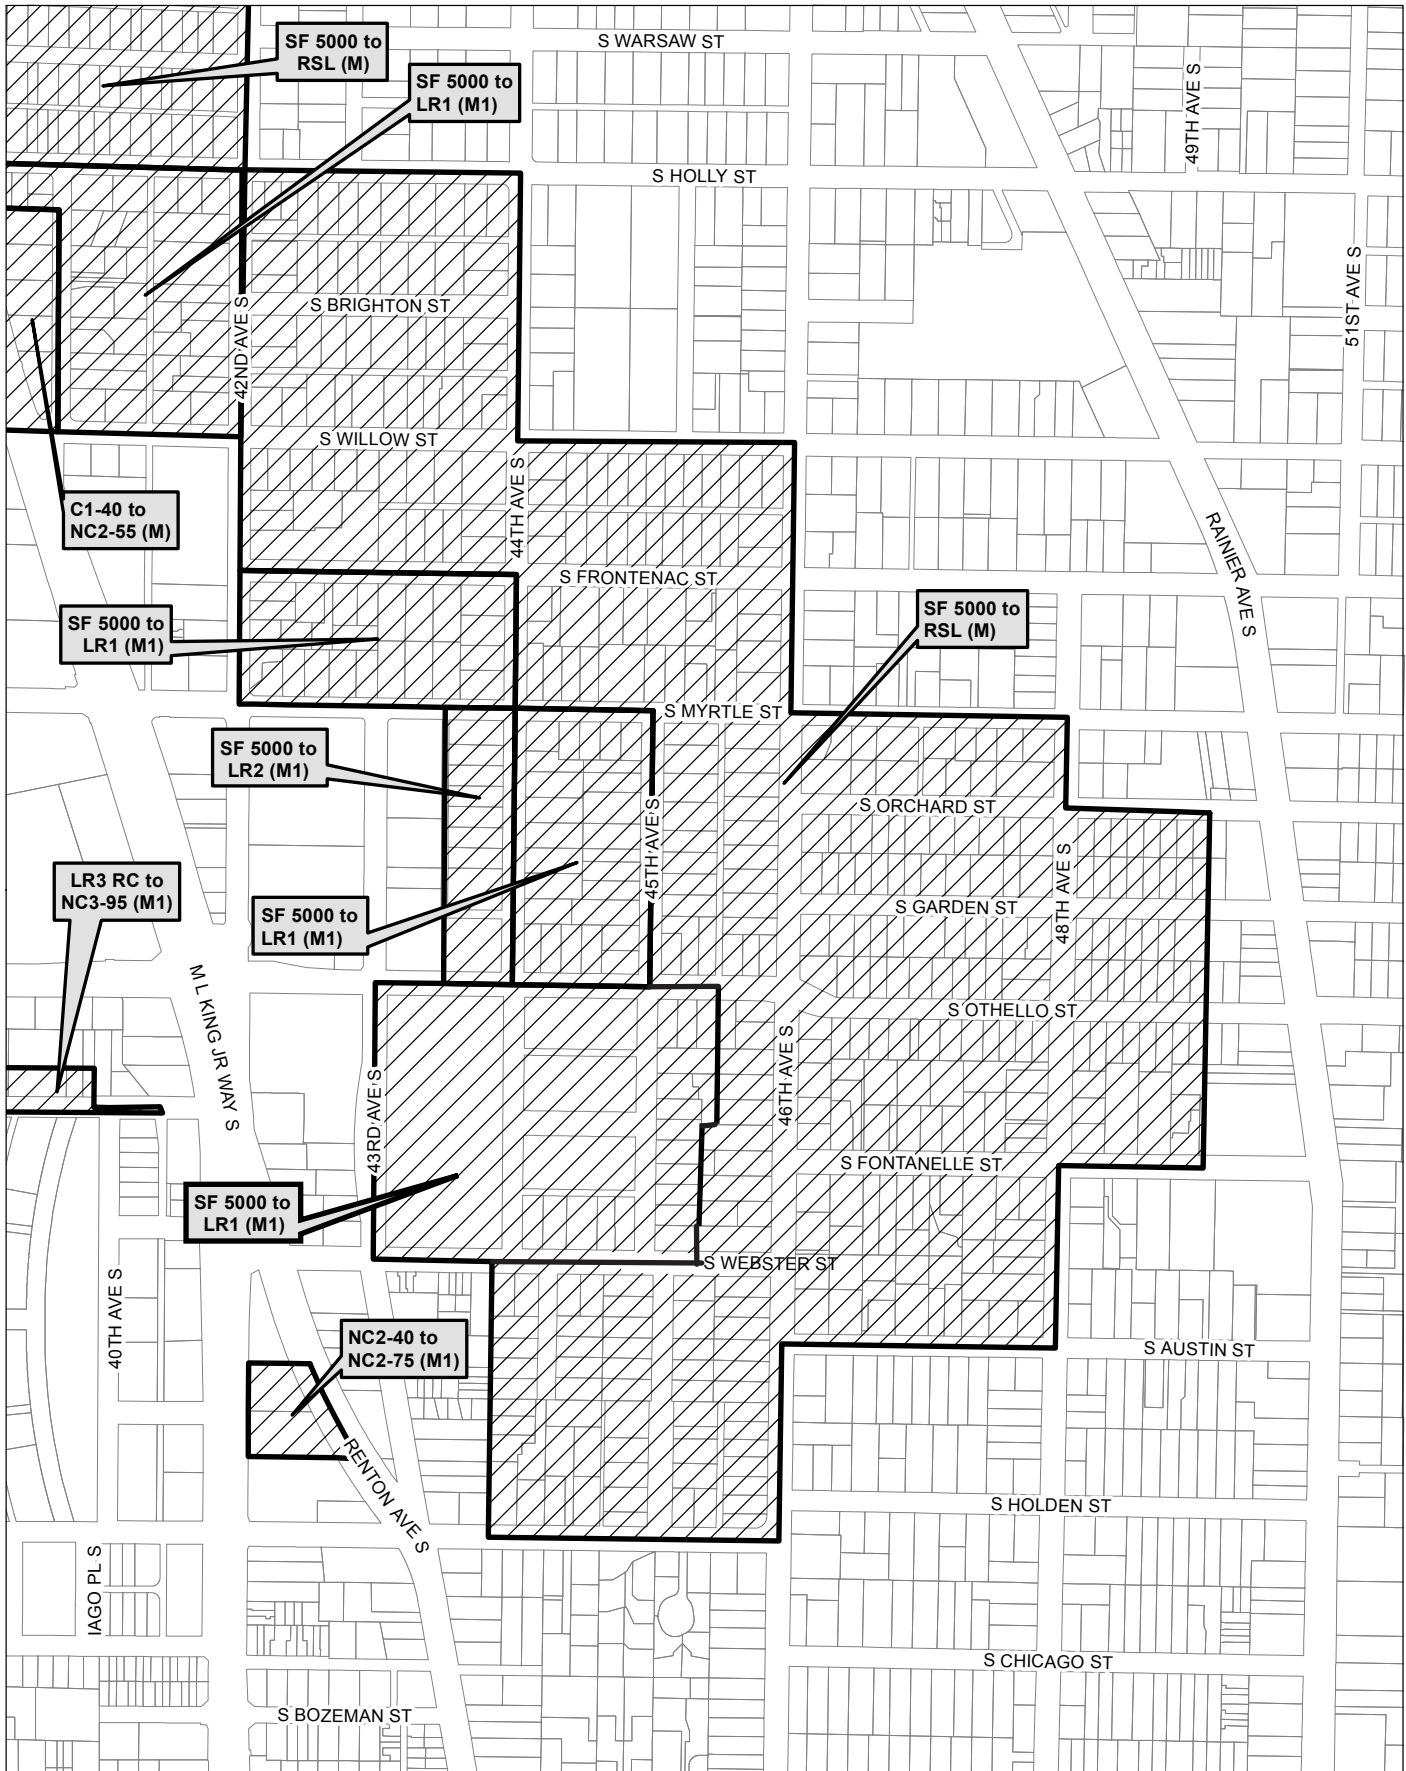 SF 5000 to
RSL (M)
S WARSAW ST
SF 5000 to
LR1 (M1)
49TH AVE S
S HOLLY ST
51ST AVE S
S BRIGHTON ST
42ND AVE S
S WILLOW ST
44TH AVE S
C1-40 to
NC2-55 (M)
RAINIER AVE S
S FRONTENAC ST
SF 5000 to
LR1 (M1)
SF 5000 to
RSL (M)
S MYRTLE ST
SF 5000 to
LR2 (M1)
S ORCHARD ST
45TH AVE S
48TH AVE S
LR3 RC to
NC3-95 (M1)
SF 5000 to
LR1 (M1)
S GARDEN ST
M L KING JR WAY S
S OTHELLO ST
46TH AVE S
43RD AVE S
S FONTANELLE ST
SF 5000 to
LR1 (M1)
S WEBSTER ST
40TH AVE S
NC2-40 to
NC2-75 (M1)
S AUSTIN ST
RENTON AVE S
S HOLDEN ST
IAGO PL S
S CHICAGO ST
S BOZEMAN ST